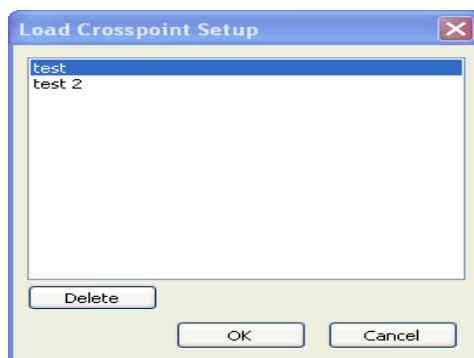 Load Crosspoint Setup
test
test 2
Delete
OK
Cancel